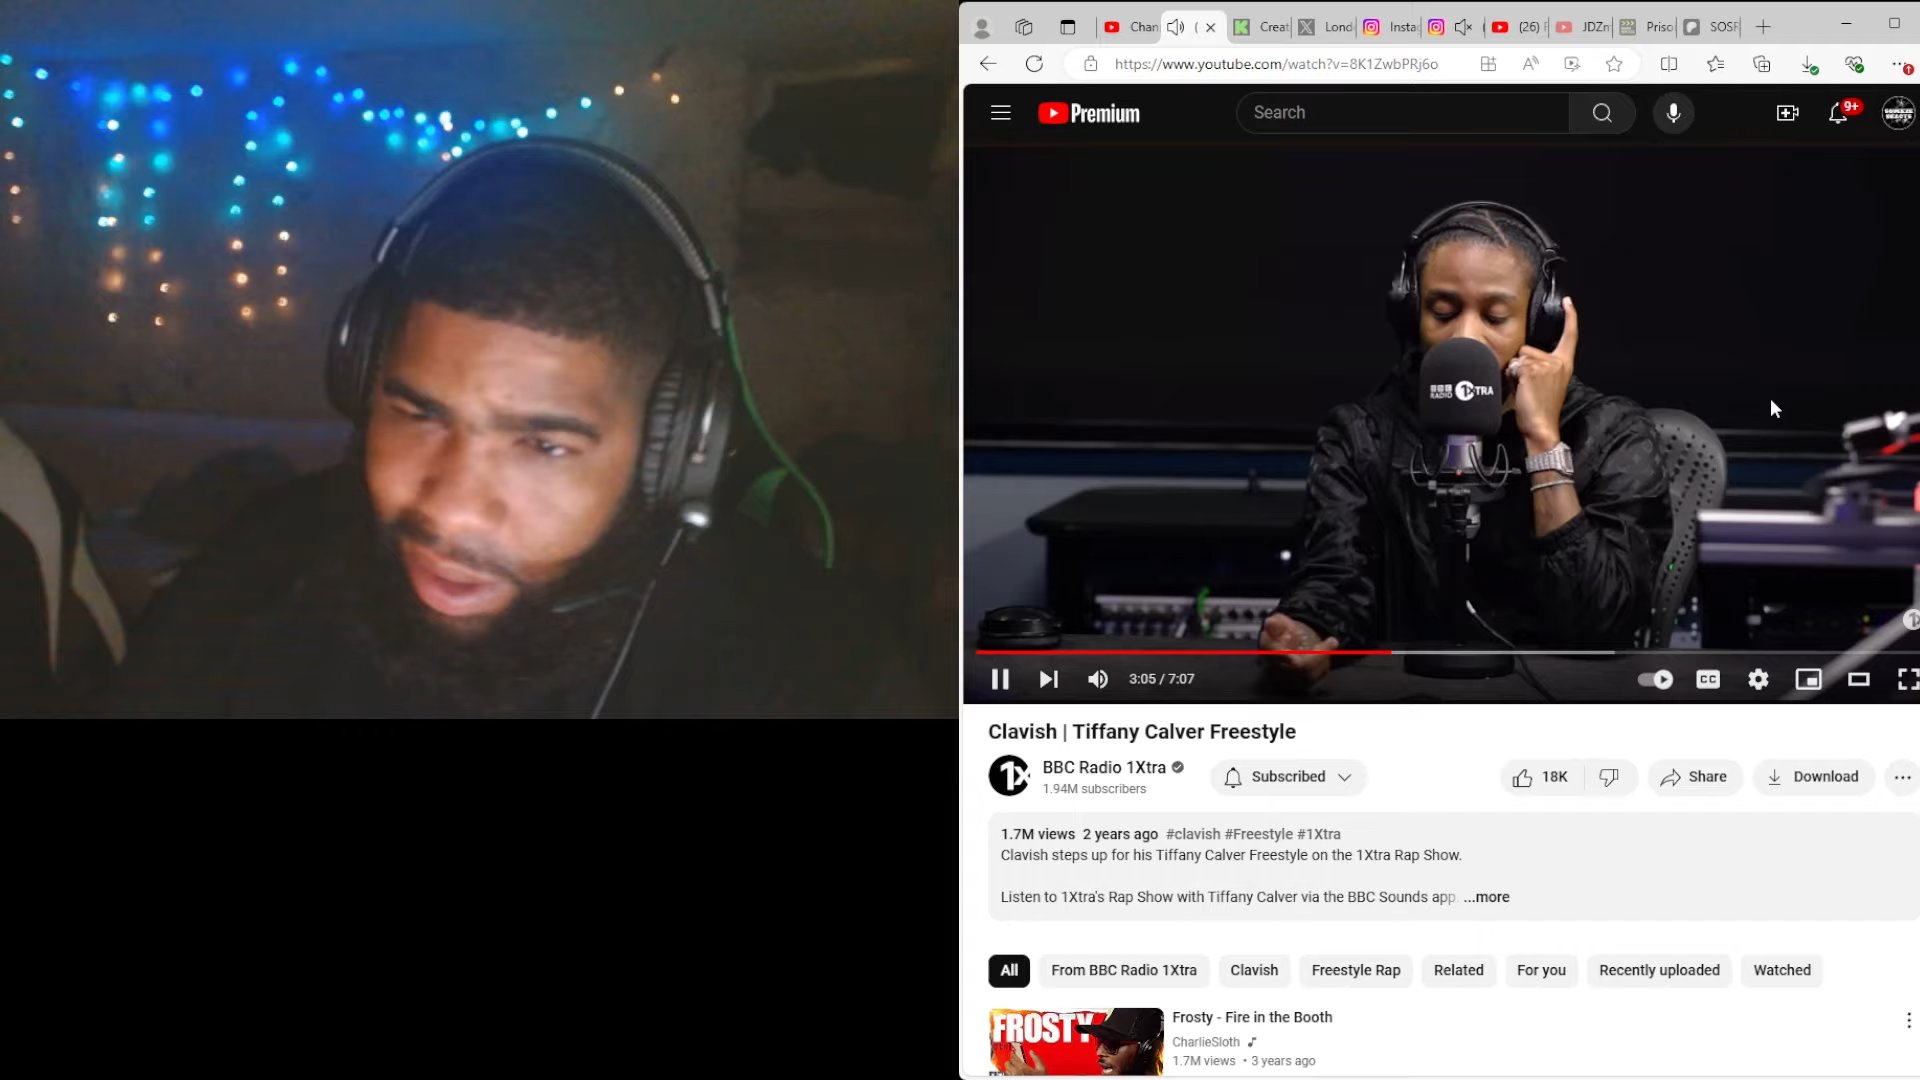 Chan
(
Creat
Lond
Insta
(26) F
JDZn
Priso
SOSF
https://www.youtube.com/watch?v=8K1ZwbPRj6o
Premium
Search
9+
BBC RADIO 1XTRA
3:05 / 7:07
CC
Clavish | Tiffany Calver Freestyle
1X
BBC Radio 1Xtra
1.94M subscribers
Subscribed
18K
Share
Download
1.7M views 2 years ago #clavish #Freestyle #1Xtra
Clavish steps up for his Tiffany Calver Freestyle on the 1Xtra Rap Show.
Listen to 1Xtra's Rap Show with Tiffany Calver via the BBC Sounds app. ...more
All
From BBC Radio 1Xtra
Clavish
Freestyle Rap
Related
For you
Recently uploaded
Watched
FROSTY
Frosty - Fire in the Booth
CharlieSloth
1.7M views • 3 years ago